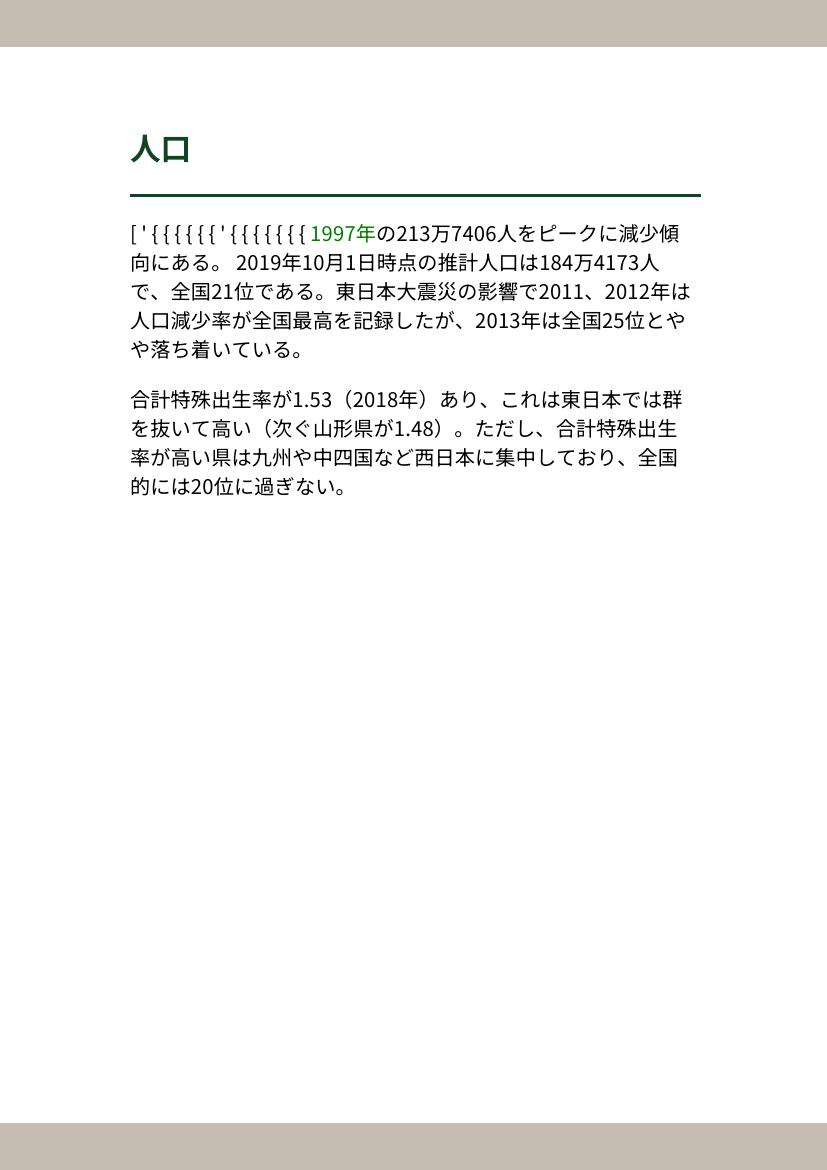 人口
['{{{{{{'{{{{{{{ 1997年の213万7406人をピークに減少傾
向にある。 2019年10月1日時点の推計人口は184万4173人
で、全国21位である。東日本大震災の影響で2011、2012年は
人口減少率が全国最高を記録したが、2013年は全国25位とや
や落ち着いている。
合計特殊出生率が1.53（2018年）あり、これは東日本では群
を抜いて高い（次ぐ山形県が1.48）。ただし、合計特殊出生
率が高い県は九州や中四国など西日本に集中しており、全国
的には20位に過ぎない。